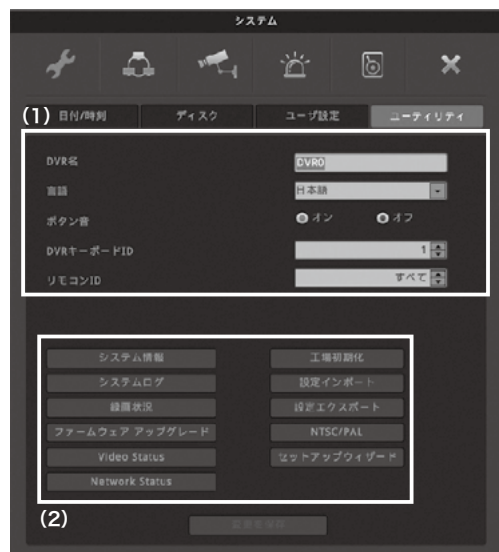 システム
(1)
日付/時刻 ディスク ユーザ設定 ユーティリティ
DVR名 DVR0
言語 日本語
ボタン音 オン オフ
DVRキーボードID 1
リモコンID すべて
システム情報 工場初期化
システムログ 設定インポート
録画状況 設定エクスポート
ファームウェア アップグレード NTSC/PAL
Video Status セットアップウィザード
Network Status
(2)
変更を保存